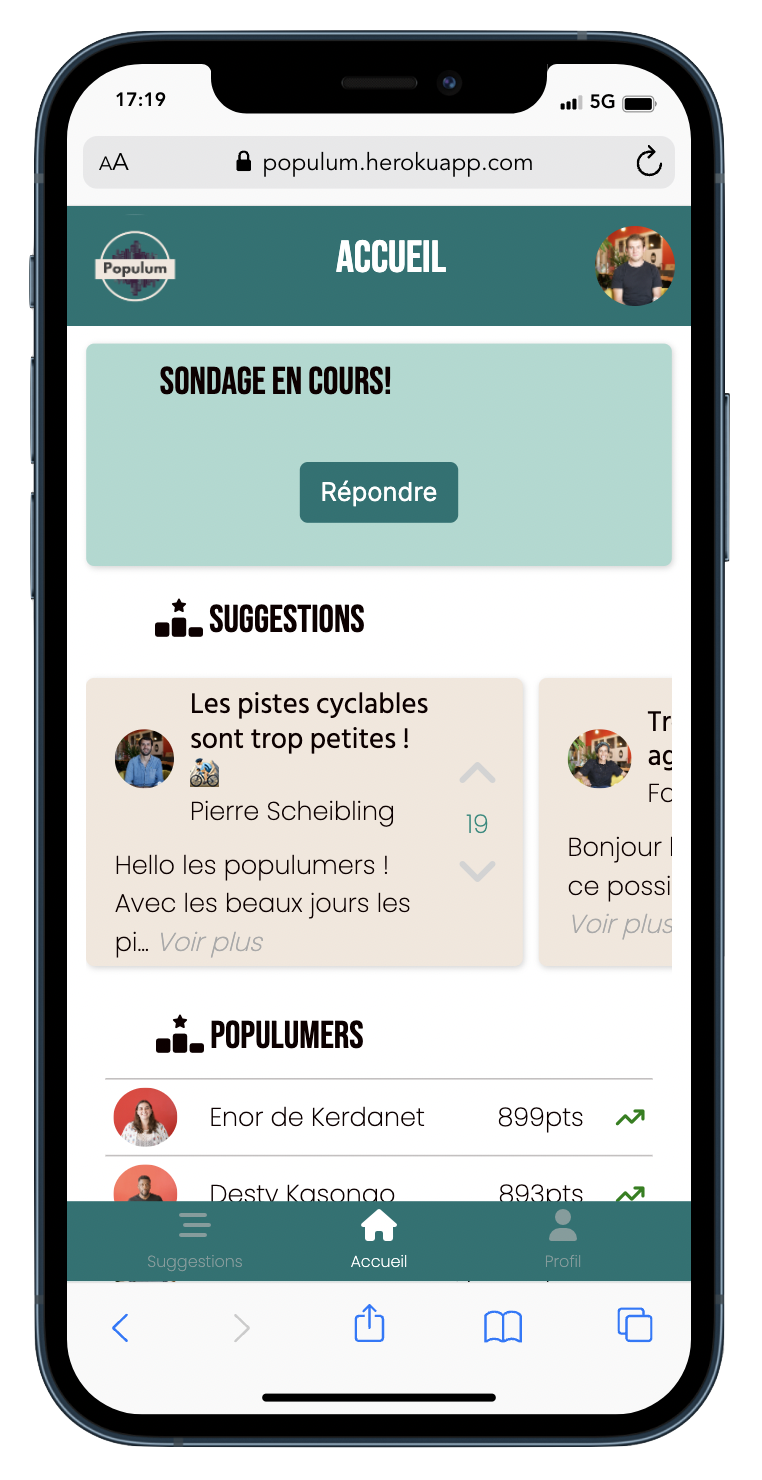 17:19
5G
AA
populum.herokuapp.com
Populum
ACCUEIL
SONDAGE EN COURS!
Répondre
SUGGESTIONS
Les pistes cyclables
sont trop petites !
🚴
Pierre Scheibling
19
Hello les populumers !
Avec les beaux jours les
pi... Voir plus
Tr
ag
Fo
Bonjour
ce possi
Voir plus
POPULUMERS
Enor de Kerdanet 899pts
Desty Kasongo 893pts
Suggestions
Accueil
Profil